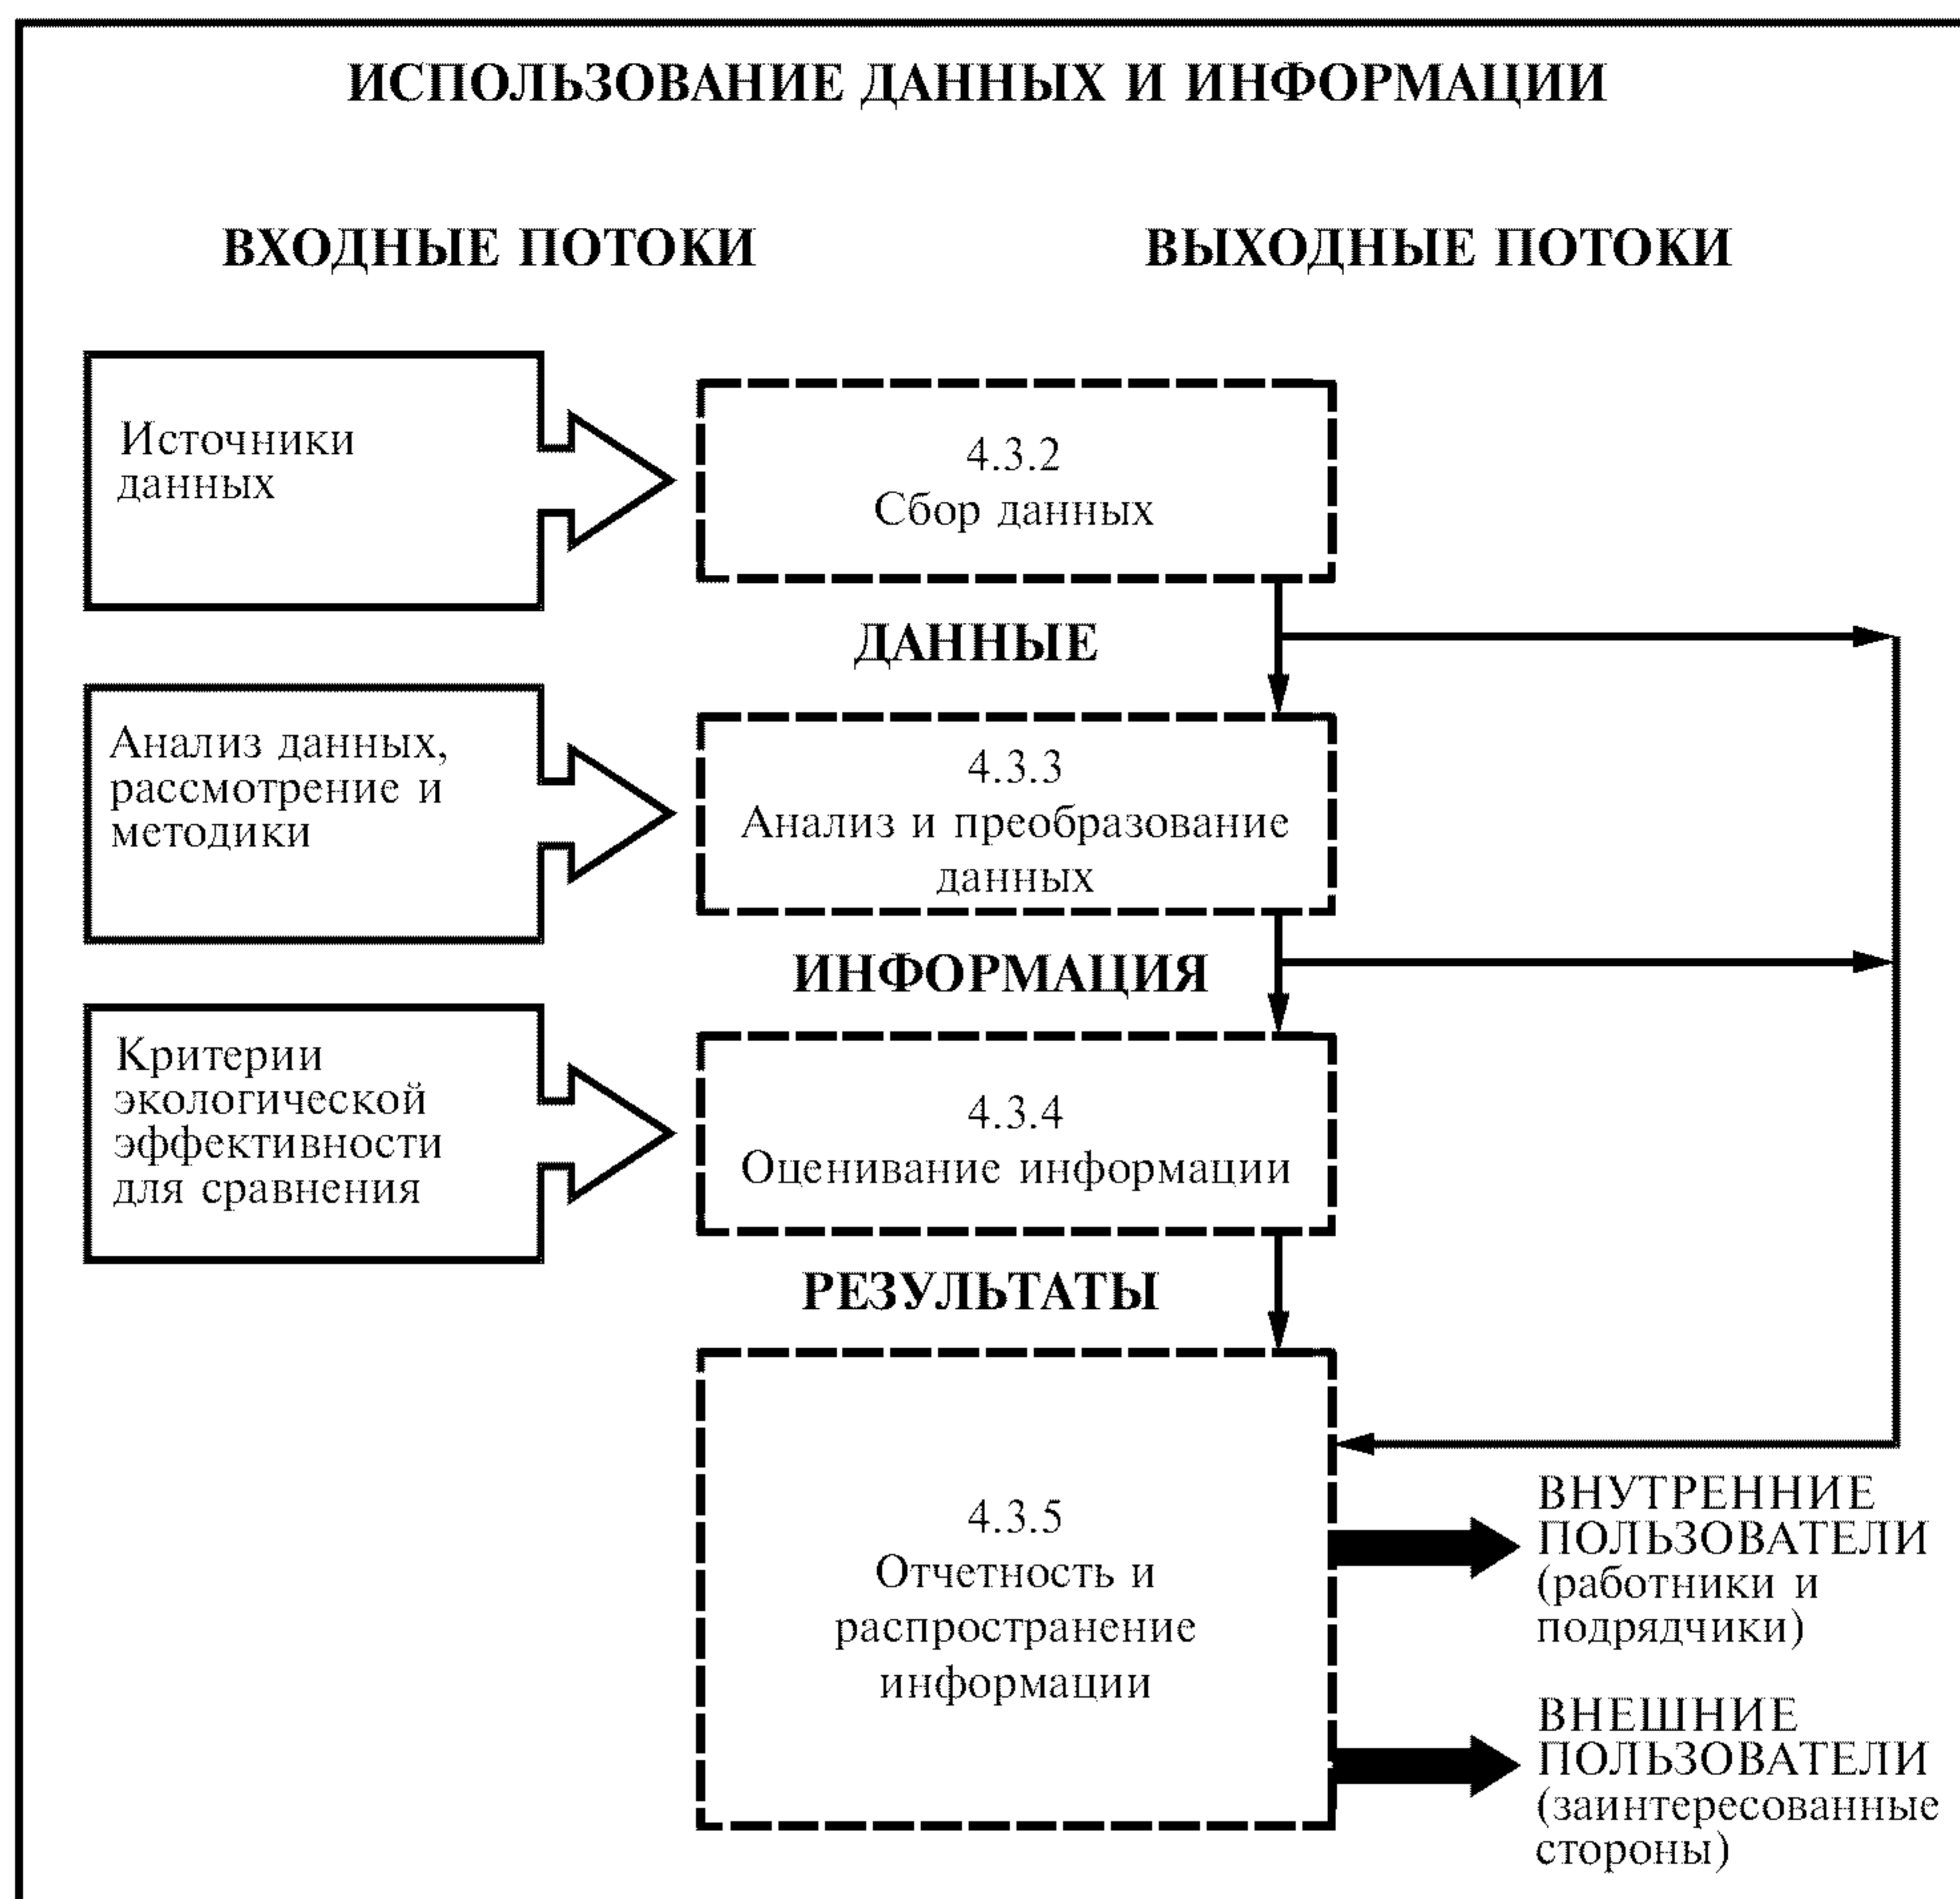 ИСПОЛЬЗОВАНИЕ ДАННЫХ И ИНФОРМАЦИИ
ВХОДНЫЕ ПОТОКИ
ВЫХОДНЫЕ ПОТОКИ
Источники
данных
4.3.2
Сбор данных
ДАННЫЕ
Анализ данных,
рассмотрение и
методики
4.3.3
Анализ и преобразование
данных
ИНФОРМАЦИЯ
Критерии
экологической
эффективности
для сравнения
4.3.4
Оценивание информации
РЕЗУЛЬТАТЫ
4.3.5
Отчетность и
распространение
информации
ВНУТРЕННИЕ
ПОЛЬЗОВАТЕЛИ
(работники и
подрядчики)
ВНЕШНИЕ
ПОЛЬЗОВАТЕЛИ
(заинтересованные
стороны)